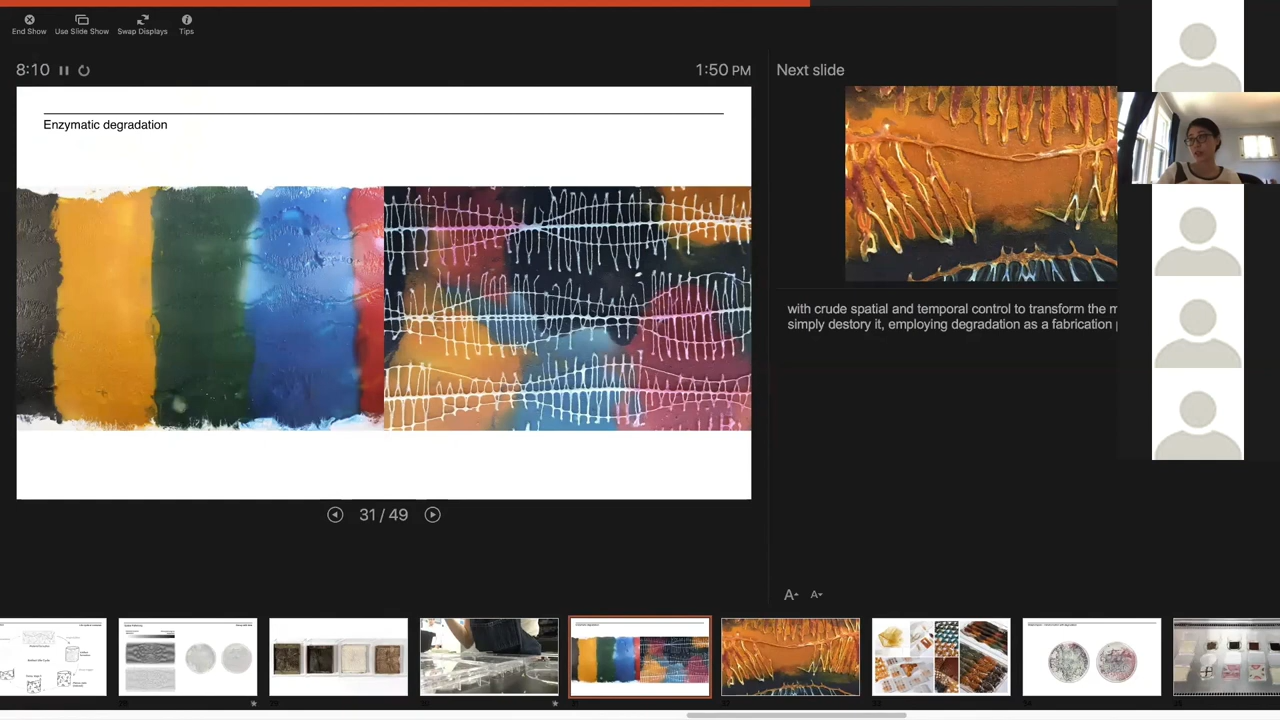 End Show
Use Slide Show
Swap Displays
Tips
8:10
1:50 PM
Next slide
Enzymatic degradation
with crude spatial and temporal control to transform the m
simply destory it, employing degradation as a fabrication
31 / 49
A
A